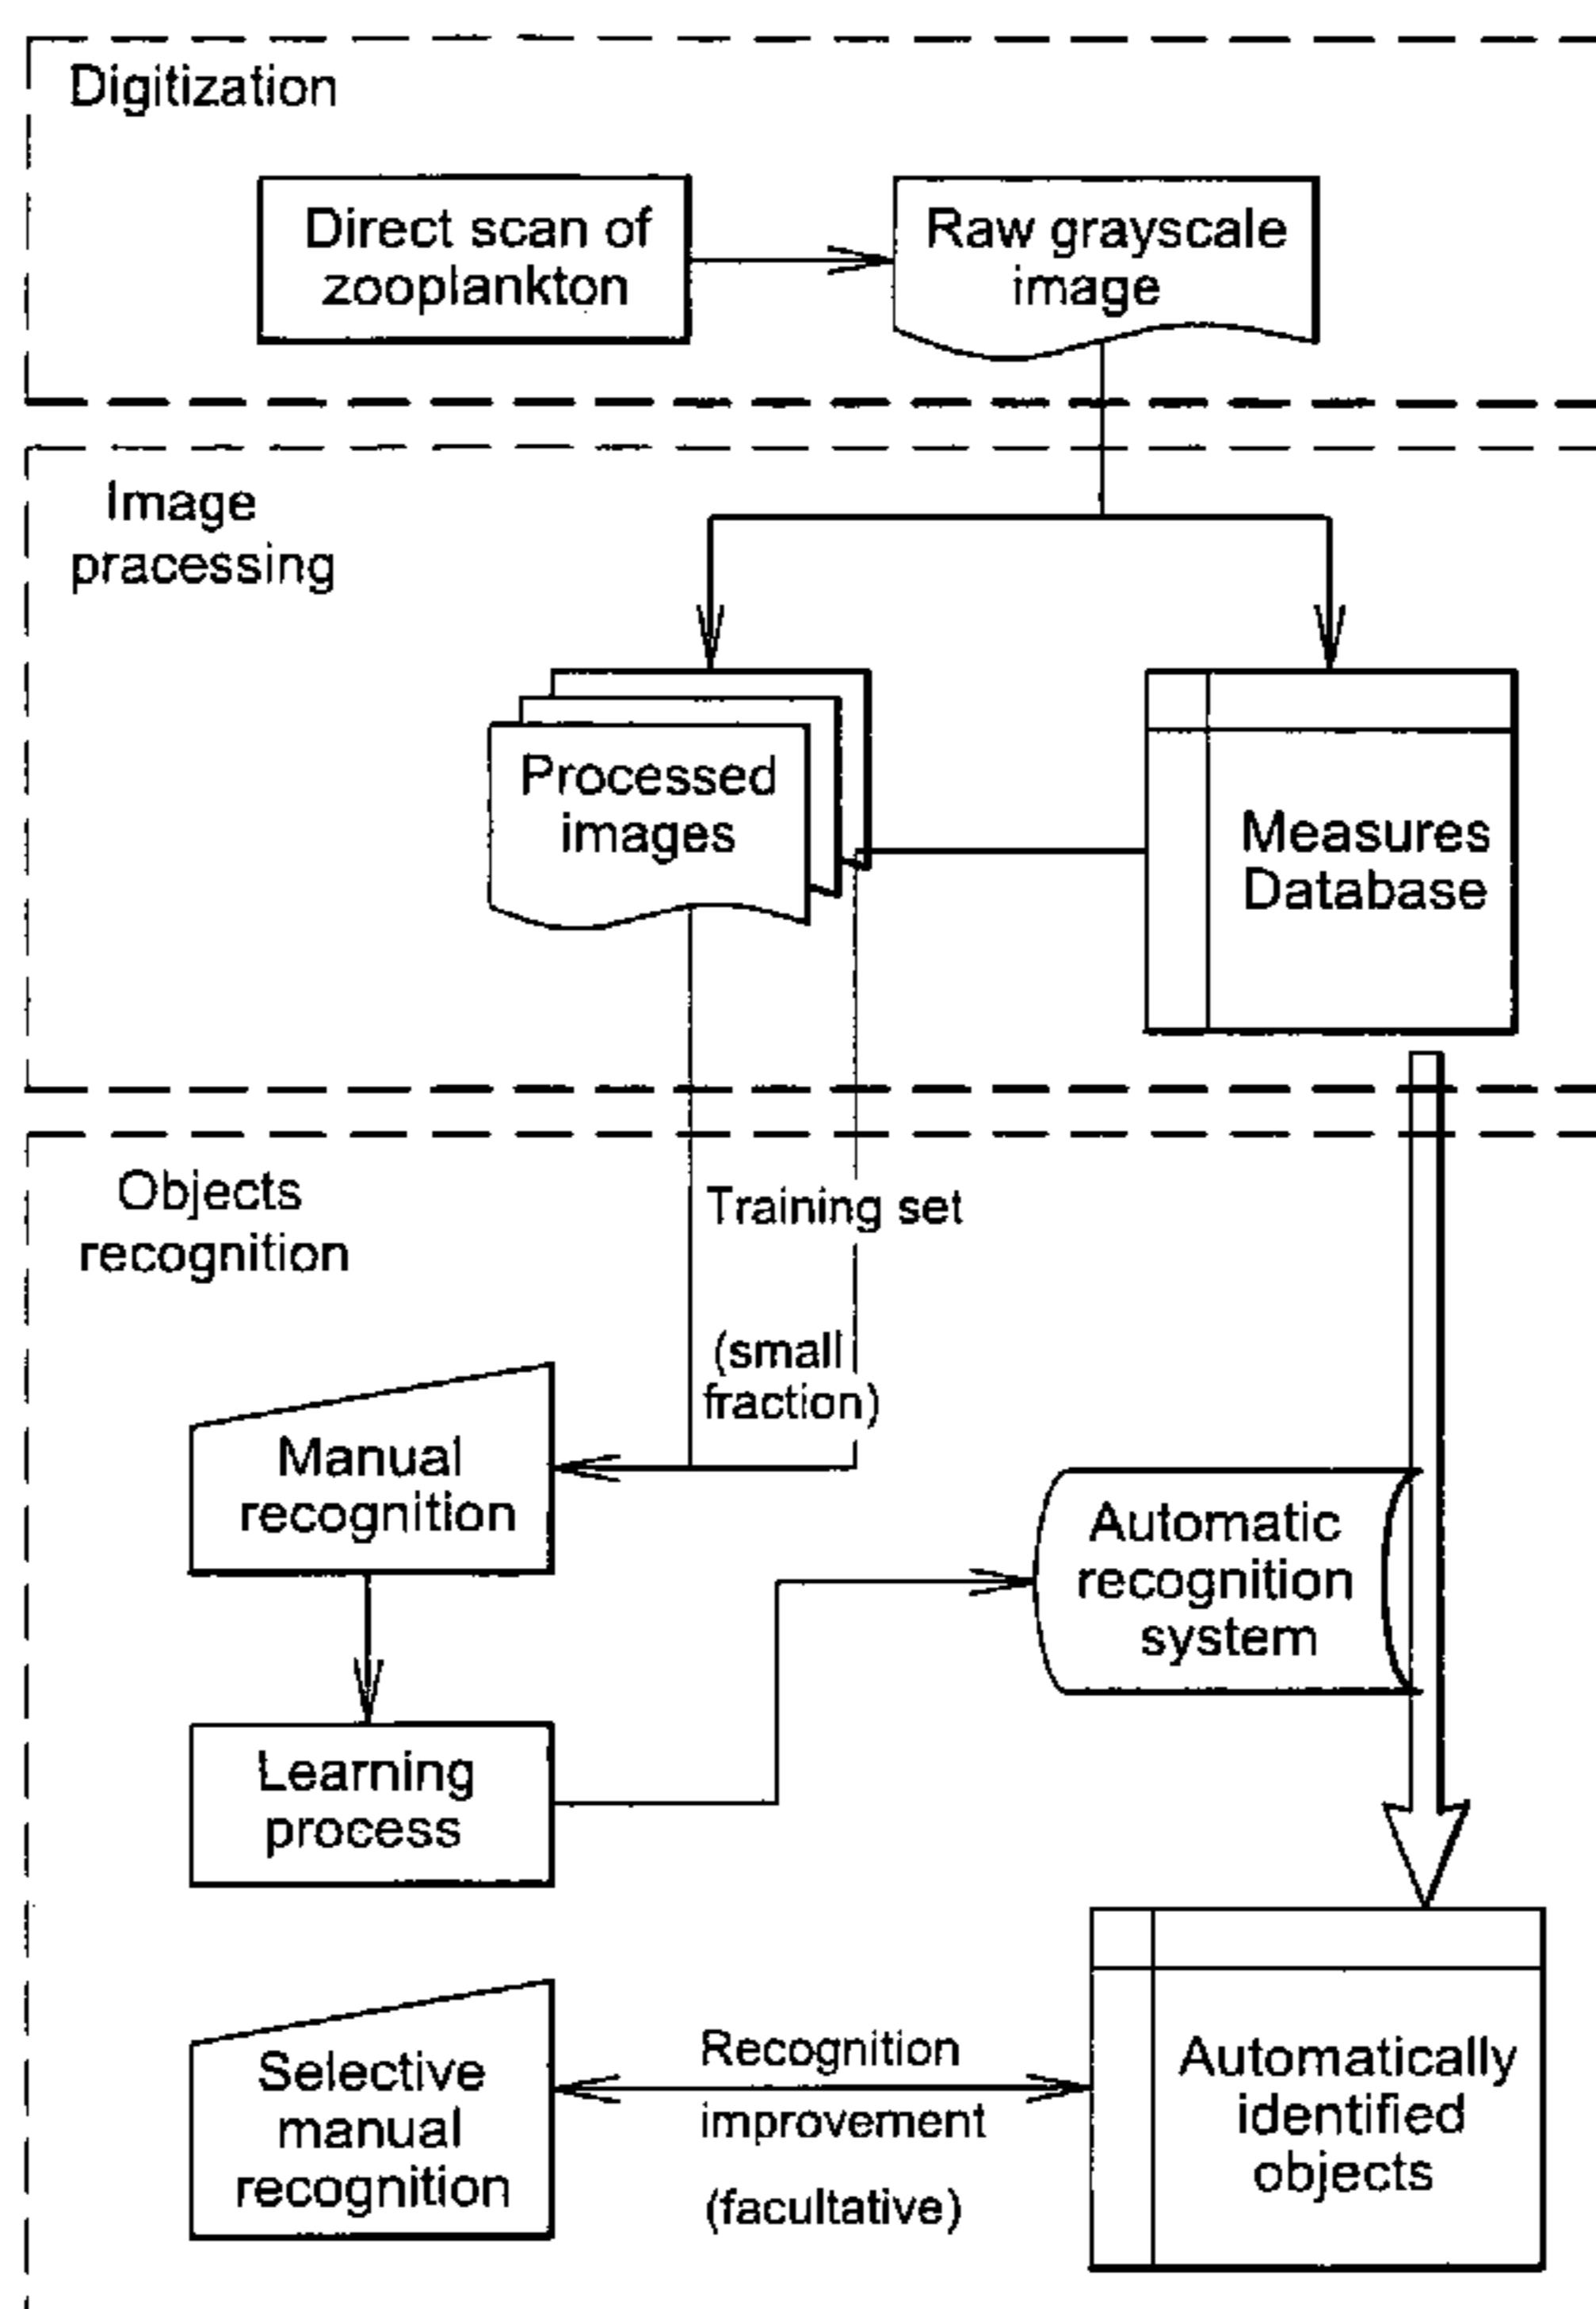 Digitization
Direct scan of
zooplankton
Raw grayscale
image
Image
pracessing
Processed
images
Measures
Database
Objects
recognition
Training set
(small
fraction)
Manual
recognition
Automatic
recognition
system
Learning
process
Selective
manual
recognition
Recognition
improvement
(facultative)
Automatically
identified
objects